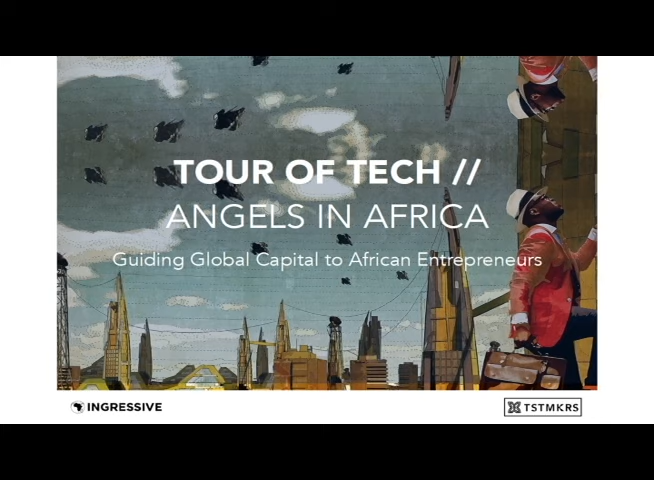 TOUR OF TECH //
ANGELS IN AFRICA
Guiding Global Capital to African Entrepreneurs
INGRESSIVE
TSTMKRS